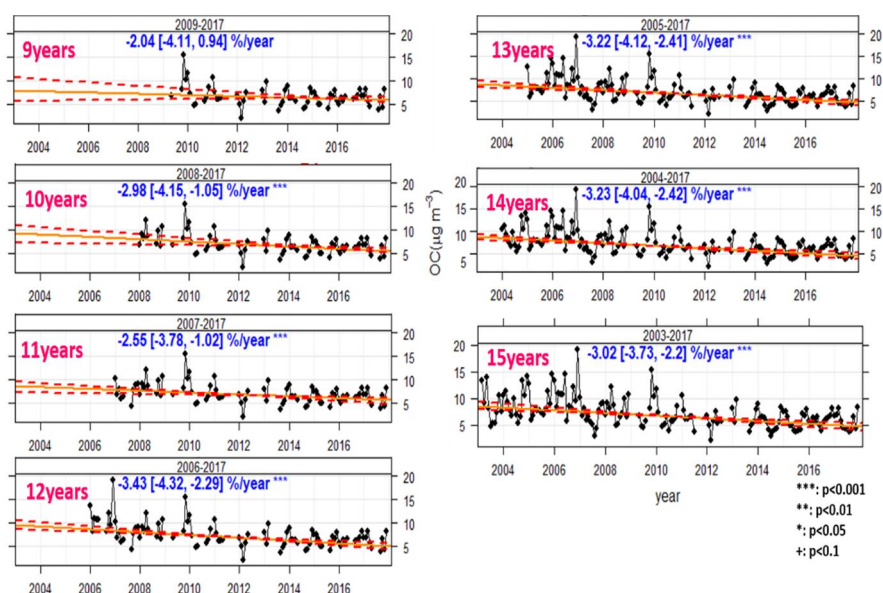 2009-2017
9years
-2.04 [-4.11, 0.94] %/year
20
15
10
5
2004 2006 2008 2010 2012 2014 2016
2008-2017
10years
-2.98 [-4.15, -1.05] %/year ***
20
15
10
5
2004 2006 2008 2010 2012 2014 2016
2007-2017
11years
-2.55 [-3.78, -1.02] %/year ***
20
15
10
5
2004 2006 2008 2010 2012 2014 2016
2006-2017
12years
-3.43 [-4.32, -2.29] %/year ***
20
15
10
5
2004 2006 2008 2010 2012 2014 2016
2005-2017
13years
-3.22 [-4.12, -2.41] %/year ***
20
15
10
5
2004 2006 2008 2010 2012 2014 2016
OC(μg m⁻³)
2004-2017
14years
-3.23 [-4.04, -2.42] %/year ***
20
15
10
5
2004 2006 2008 2010 2012 2014 2016
2003-2017
15years
-3.02 [-3.73, -2.2] %/year ***
20
15
10
5
2004 2006 2008 2010 2012 2014 2016
year
***: p<0.001
**: p<0.01
*: p<0.05
+: p<0.1